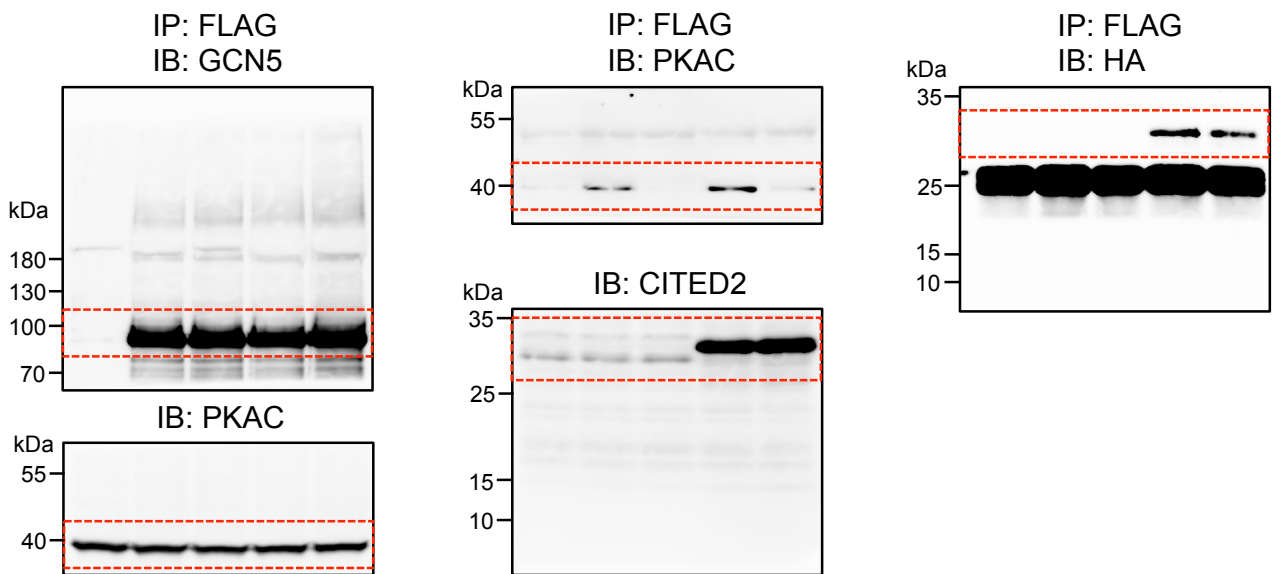 IP: FLAG
IB: GCN5
kDa
180
130
100
70
IB: PKAC
kDa
55
40
IP: FLAG
IB: PKAC
kDa
55
40
IB: CITED2
kDa
35
25
15
10
IP: FLAG
IB: HA
kDa
35
25
15
10